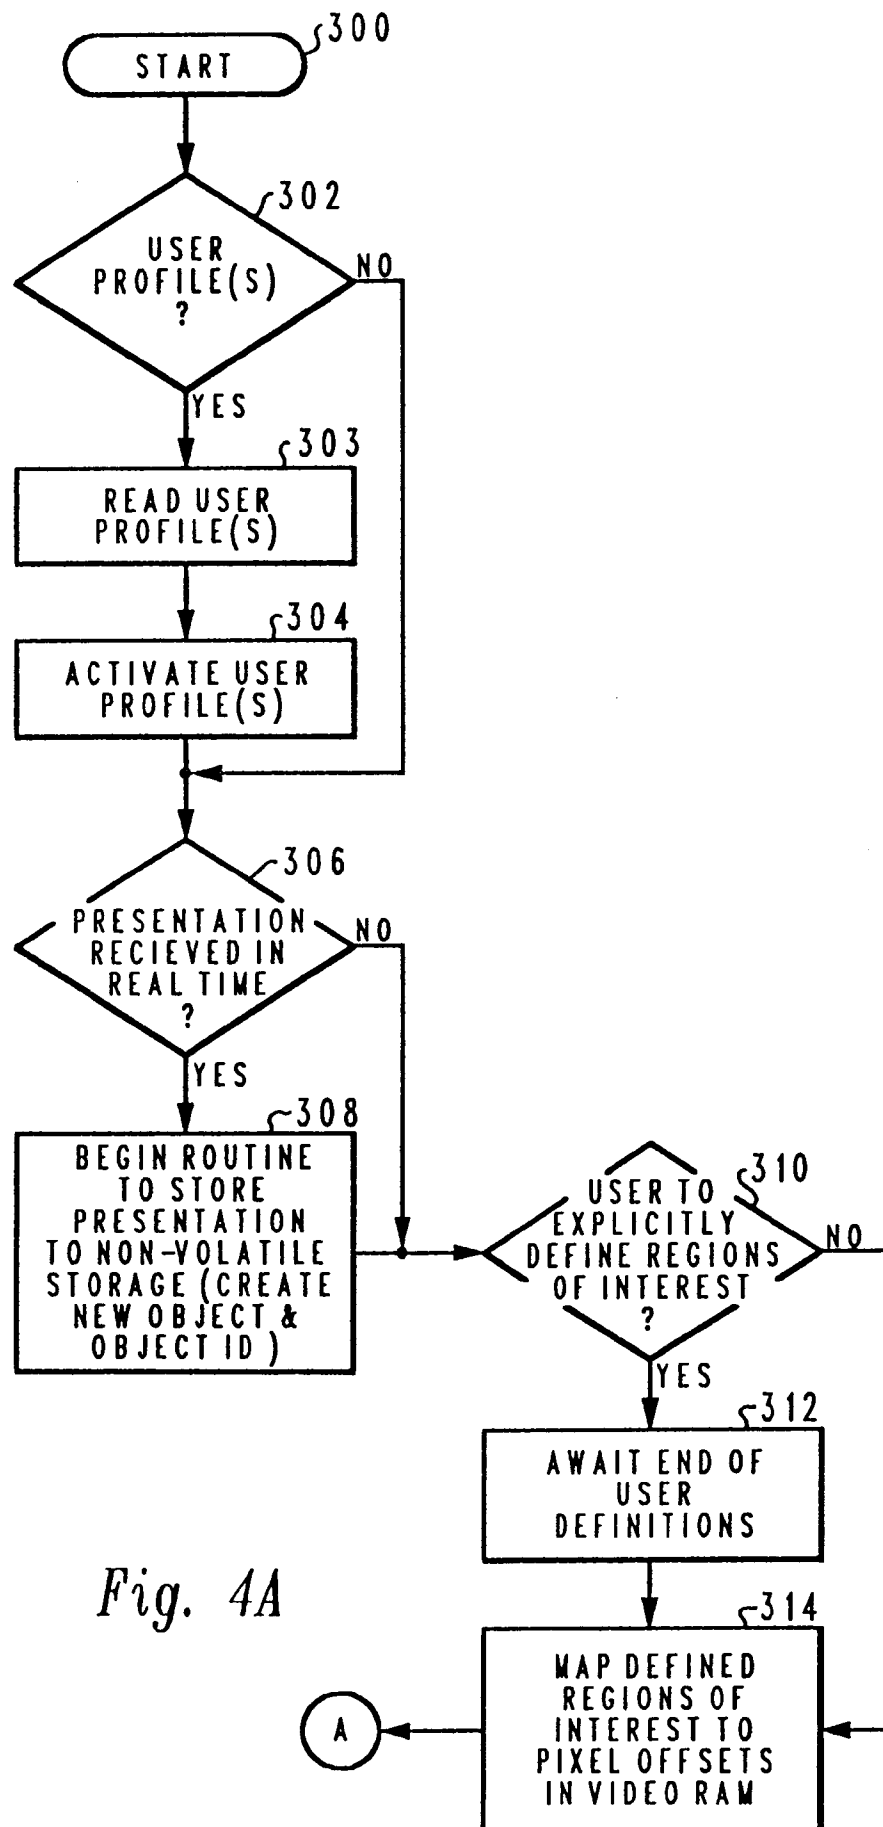 300
START
302
USER
PROFILE(S)
?
NO
YES
303
READ USER
PROFILE(S)
304
ACTIVATE USER
PROFILE(S)
306
PRESENTATION
RECIEVED IN
REAL TIME
?
NO
YES
308
BEGIN ROUTINE
TO STORE
PRESENTATION
TO NON-VOLATILE
STORAGE (CREATE
NEW OBJECT &
OBJECT ID )
310
USER TO
EXPLICITLY
DEFINE REGIONS
OF INTEREST
?
NO
YES
312
AWAIT END OF
USER
DEFINITIONS
314
MAP DEFINED
REGIONS OF
INTEREST TO
PIXEL OFFSETS
IN VIDEO RAM
A
Fig. 4A